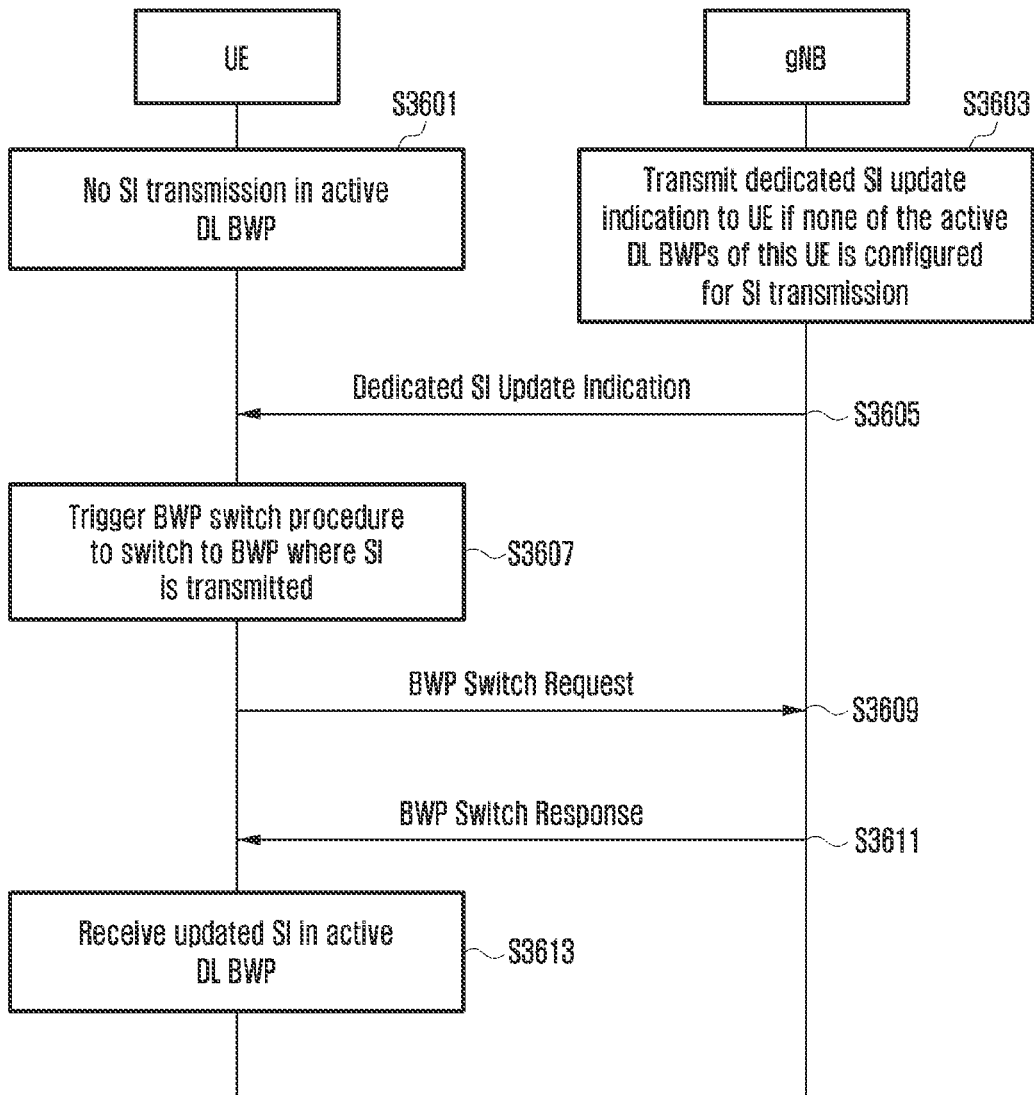 UE
gNB
S3601
S3603
No SI transmission in active
DL BWP
Transmit dedicated SI update
indication to UE if none of the active
DL BWPs of this UE is configured
for SI transmission
Dedicated SI Update Indication
S3605
Trigger BWP switch procedure
to switch to BWP where SI
is transmitted
S3607
BWP Switch Request
S3609
BWP Switch Response
S3611
Receive updated SI in active
DL BWP
S3613